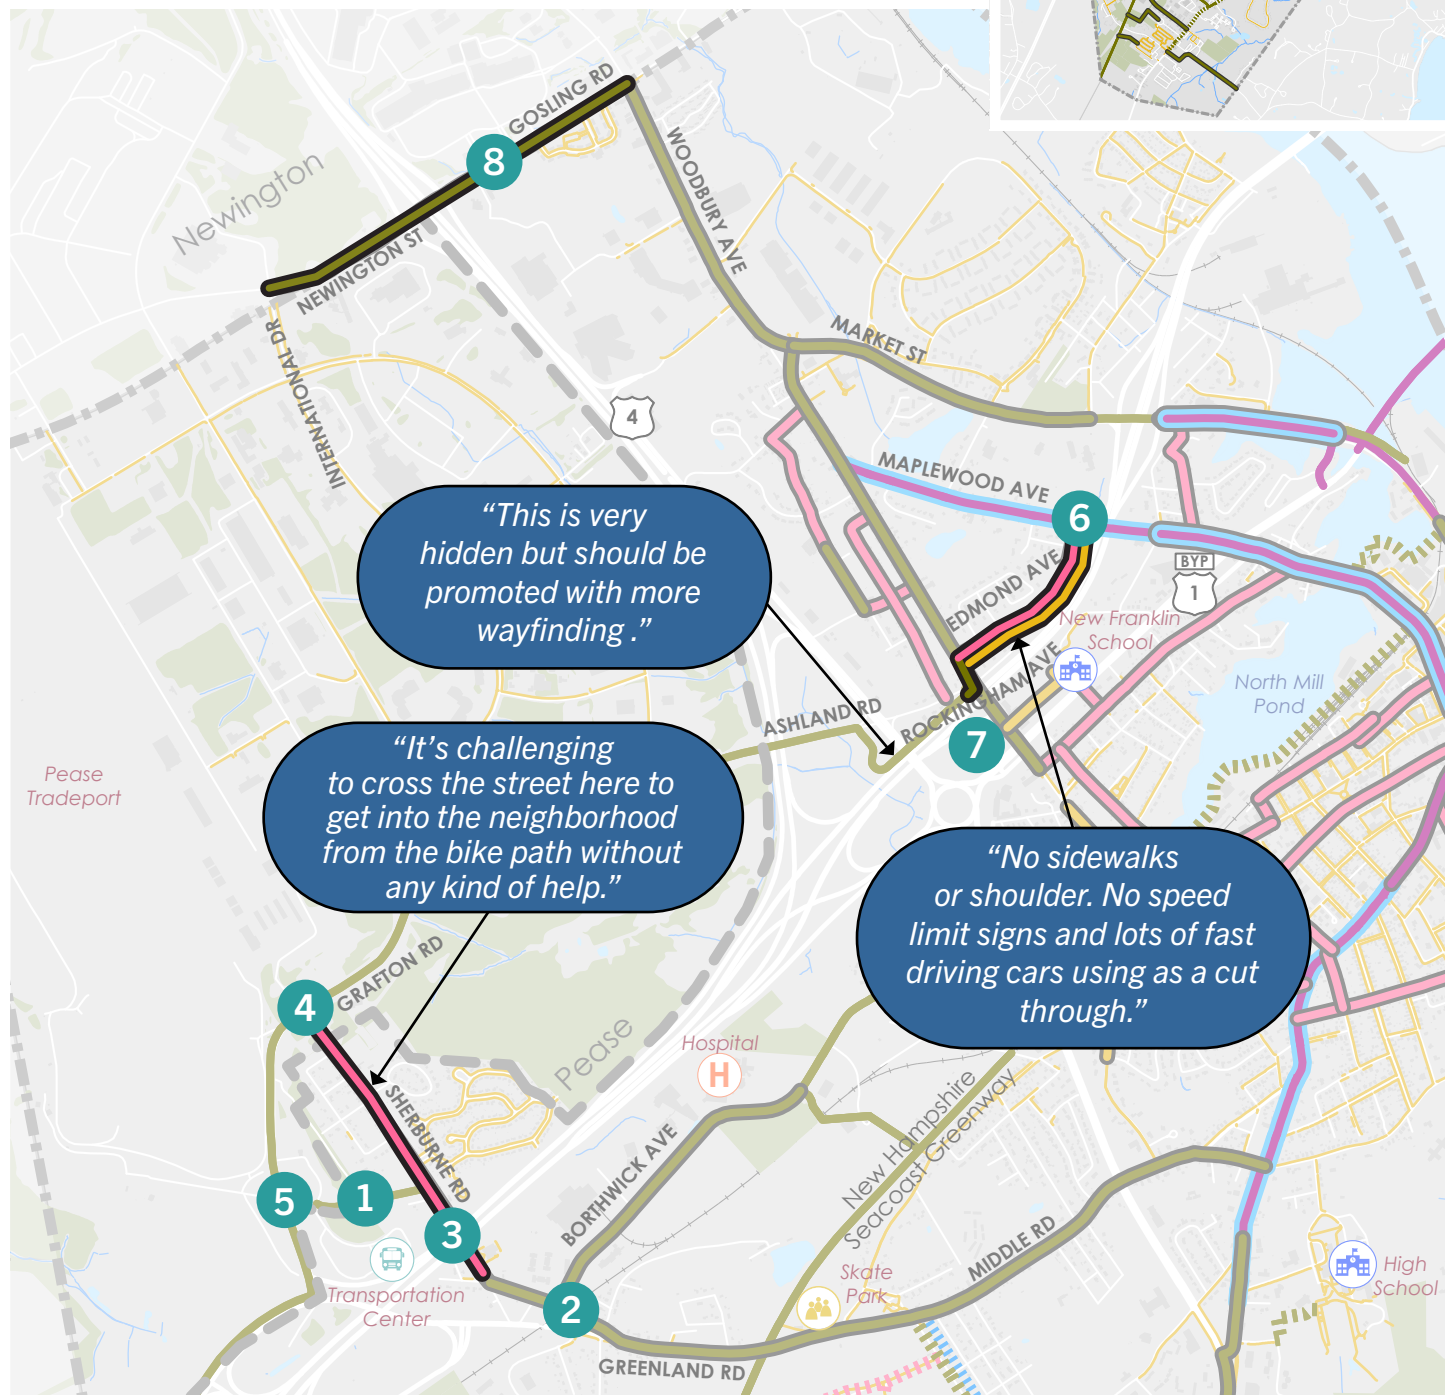 GOSLING RD
8
Newington
WOODBURY AVE
NEWINGTON ST
INTERNATIONAL DR
MARKET ST
4
MAPLEWOOD AVE
6
“This is very
hidden but should be
promoted with more
wayfinding .”
BYP
1
EDMOND AVE
New Franklin
School
ROCKINGHAM AVE
North Mill
Pond
ASHLAND RD
7
“It’s challenging
to cross the street here to
get into the neighborhood
from the bike path without
any kind of help.”
Pease
Tradeport
“No sidewalks
or shoulder. No speed
limit signs and lots of fast
driving cars using as a cut
through.”
GRAFTON RD
4
Pease
Hospital
H
SHERBURNE RD
New Hampshire
Seacoast Greenway
BORTHWICK AVE
5
1
3
Transportation
Center
MIDDLE RD
Skate
Park
High
School
2
GREENLAND RD